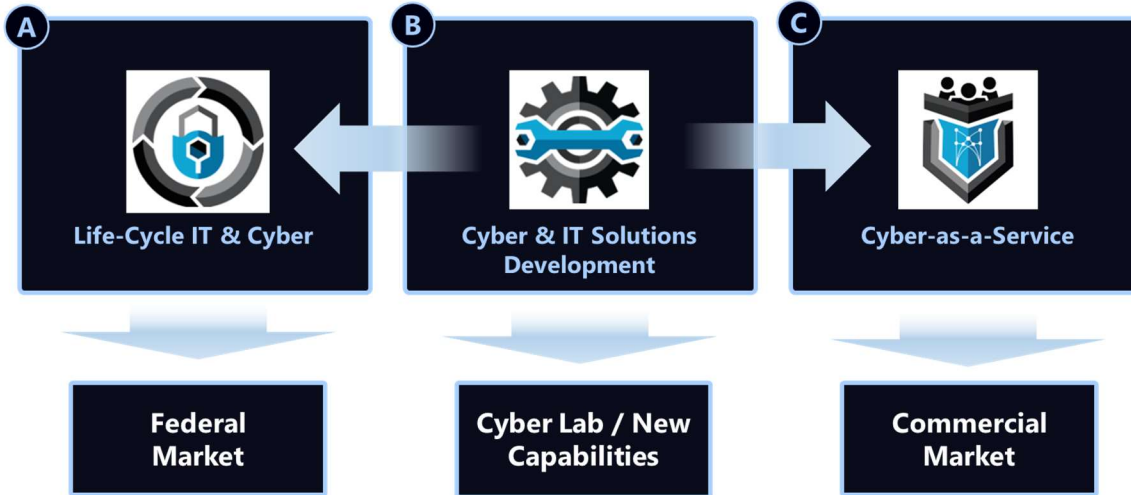 A
B
C
Life-Cycle IT & Cyber
Cyber & IT Solutions
Development
Cyber-as-a-Service
Federal
Market
Cyber Lab / New
Capabilities
Commercial
Market